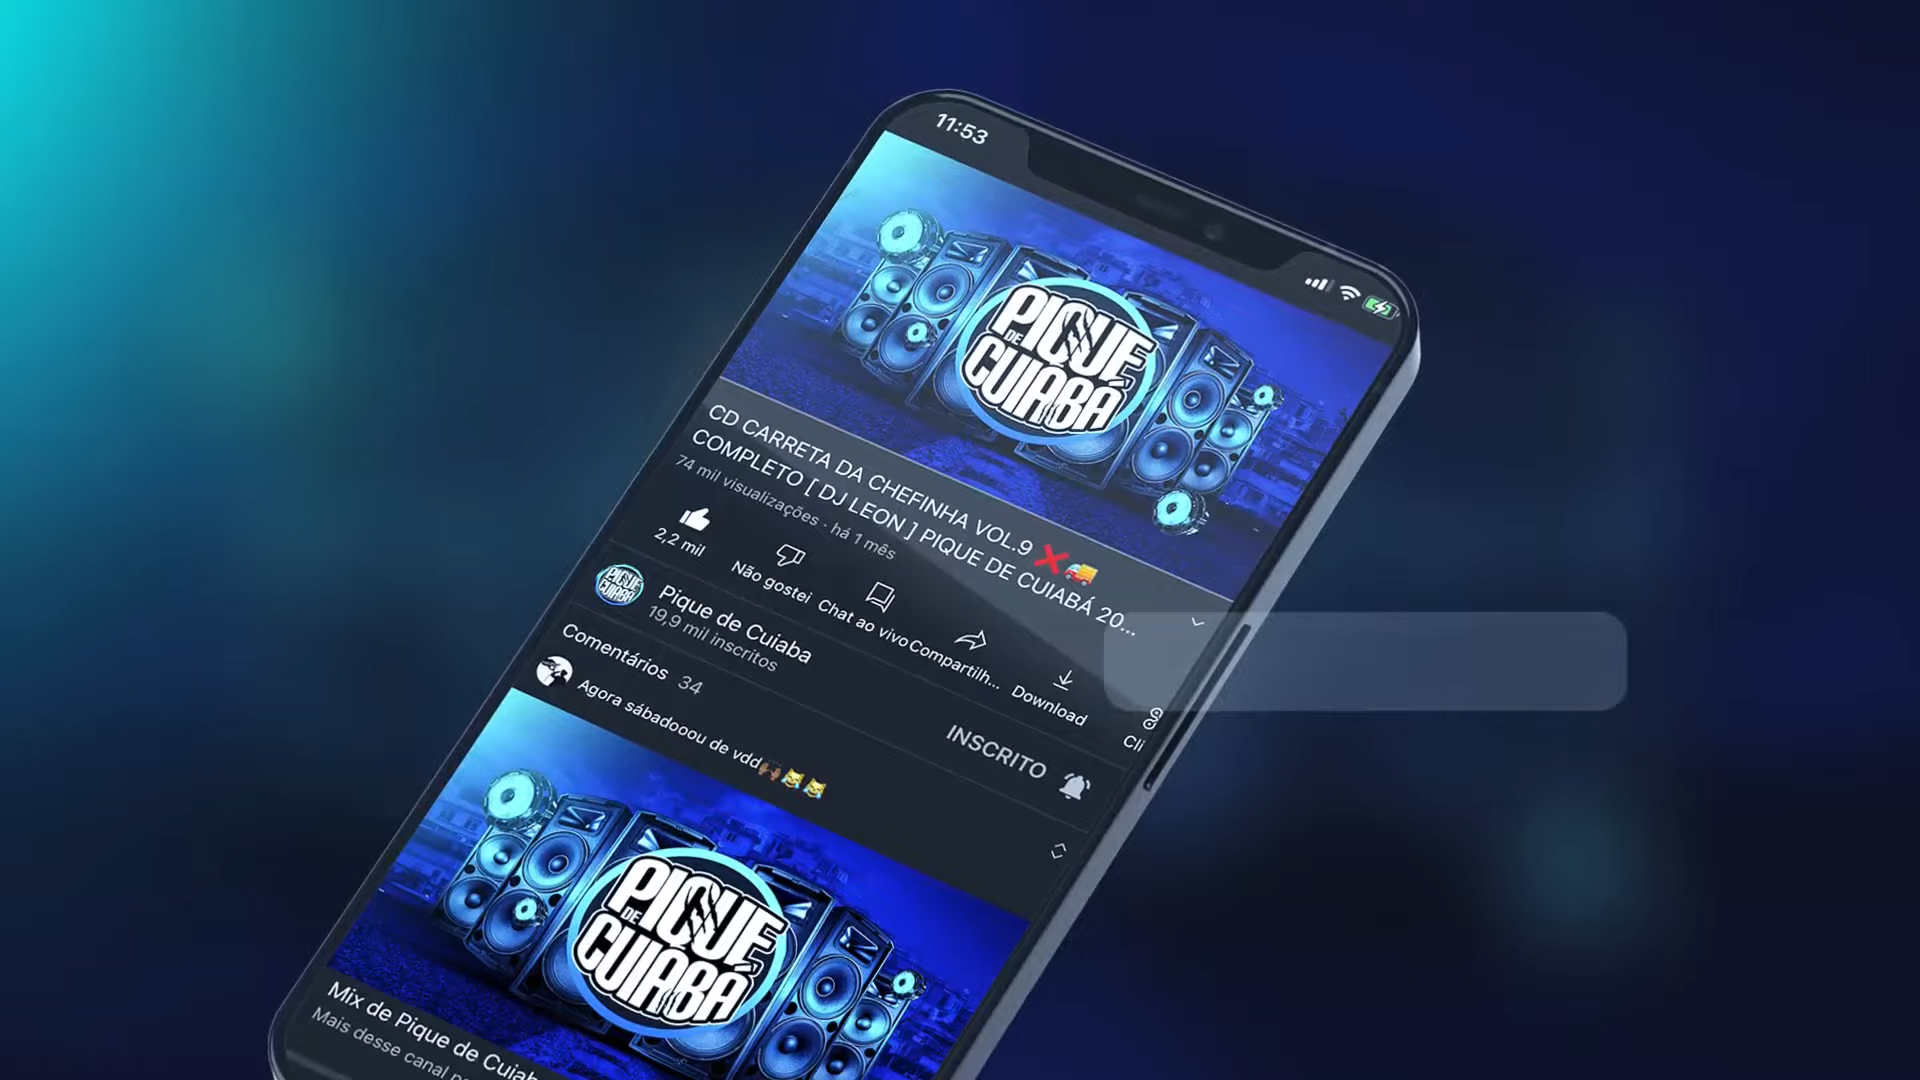 11:53
PIQUE
DE
CUIABÁ
CD CARRETA DA CHEFINHA VOL.9 ❌🚚
COMPLETO [ DJ LEON ] PIQUE DE CUIABÁ 20...
74 mil visualizações · há 1 mês
2,2 mil
Não gostei
Chat ao vivo
Compartilh...
Download
Cli
PIQUE
CUIABÁ
Pique de Cuiaba
19,9 mil inscritos
INSCRITO
Comentários 34
Agora sábadooou de vdd🙌🏾😹😹
PIQUE
DE
CUIABÁ
Mix de Pique de Cuiab
Mais desse canal